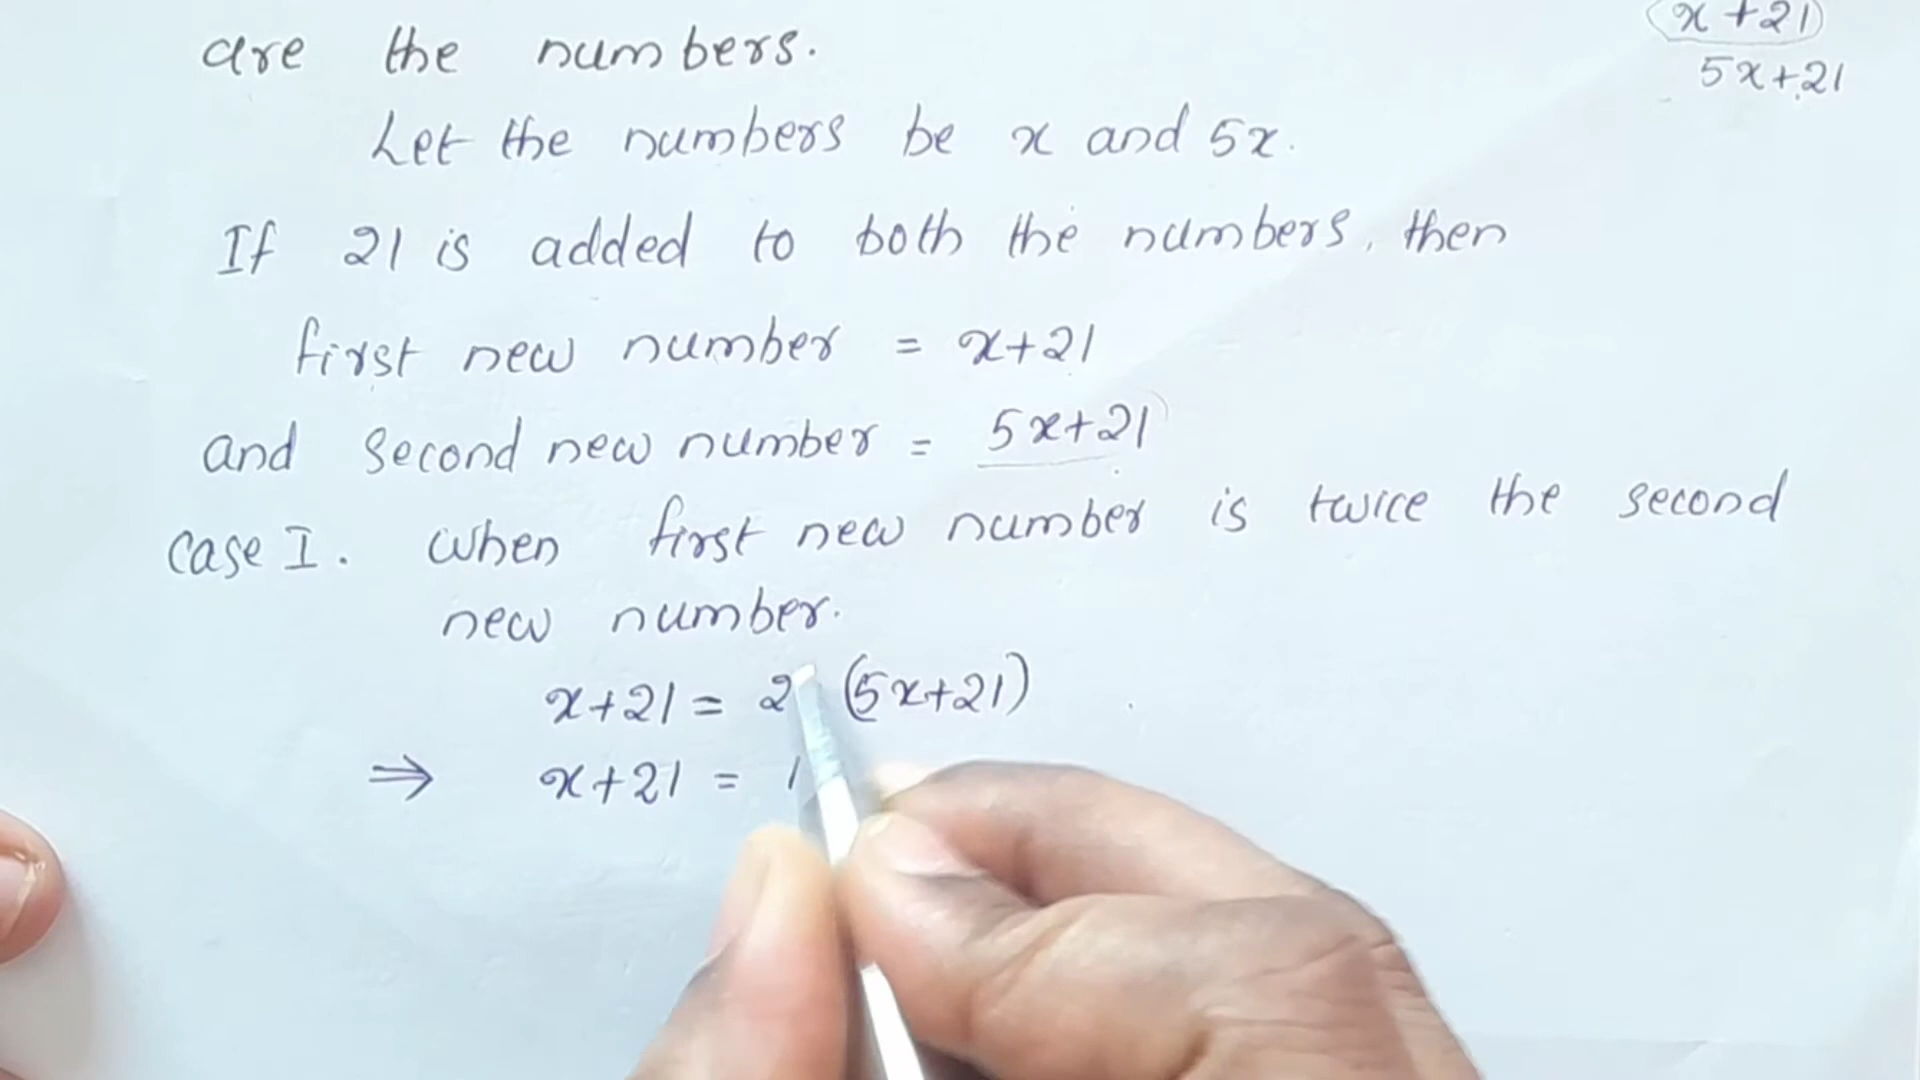 x+21
5x+21
are the numbers.
Let the numbers be x and 5x.
If 21 is added to both the numbers, then
first new number = x+21
and second new number = 5x+21
case I. when first new number is twice the second
new number.
x+21 = 2 (5x+21)
⇒ x+21 = 1